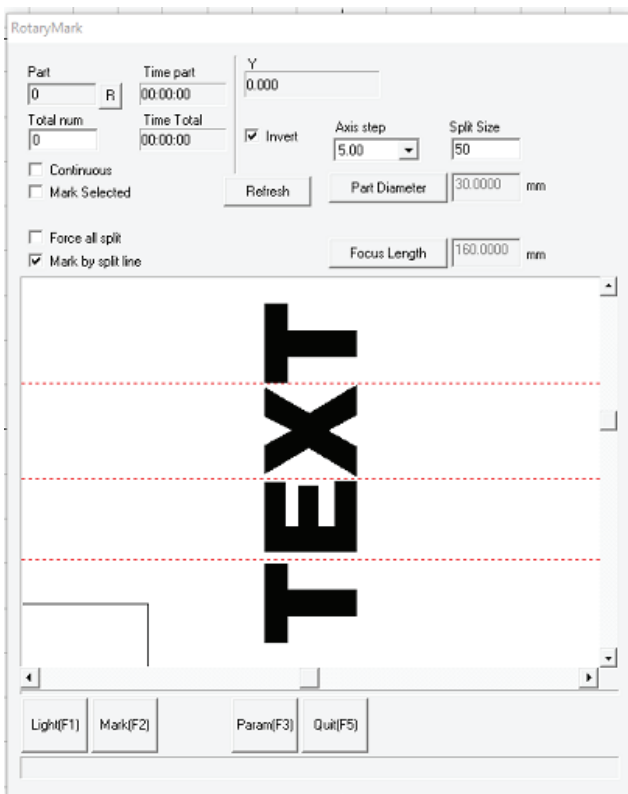 RotaryMark
Part Time part Y
0 R 00:00:00 0.000
Total num Time Total Axis step Split Size
0 00:00:00 Invert 5.00 50
Continuous
Mark Selected Refresh Part Diameter 30.0000 mm
Force all split
Mark by split line Focus Length 160.0000 mm
TEXT
Light(F1) Mark(F2) Param(F3) Quit(F5)